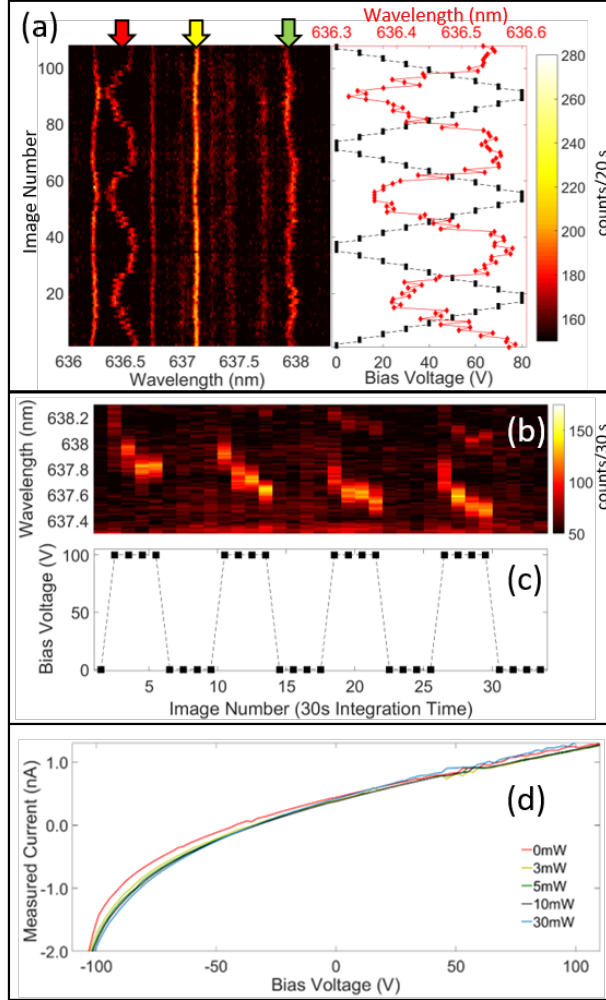 (a)
Wavelength (nm)
636.3 636.4 636.5 636.6
Image Number
100
80
60
40
20
636 636.5 637 637.5 638
Wavelength (nm)
0 20 40 60 80
Bias Voltage (V)
280
260
240
220
200
180
160
counts/20 s
Wavelength (nm)
638.2
638
637.8
637.6
637.4
(b)
150
100
50
counts/30 s
Bias Voltage (V)
100
50
0
(c)
5 10 15 20 25 30
Image Number (30s Integration Time)
Measured Current (nA)
1.0
0.0
-1.0
-2.0
(d)
0mW
3mW
5mW
10mW
30mW
-100 -50 0 50 100
Bias Voltage (V)